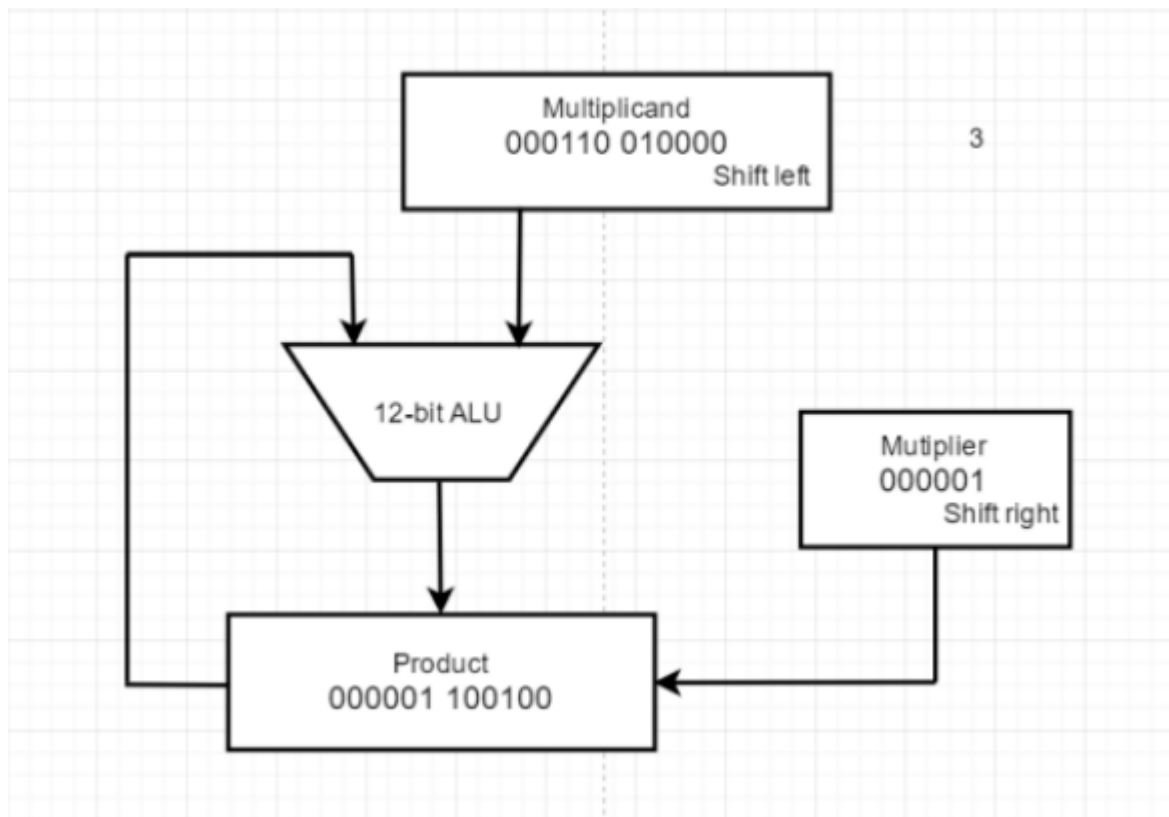 Multiplicand
000110 010000
Shift left
3
12-bit ALU
Mutiplier
000001
Shift right
Product
000001 100100